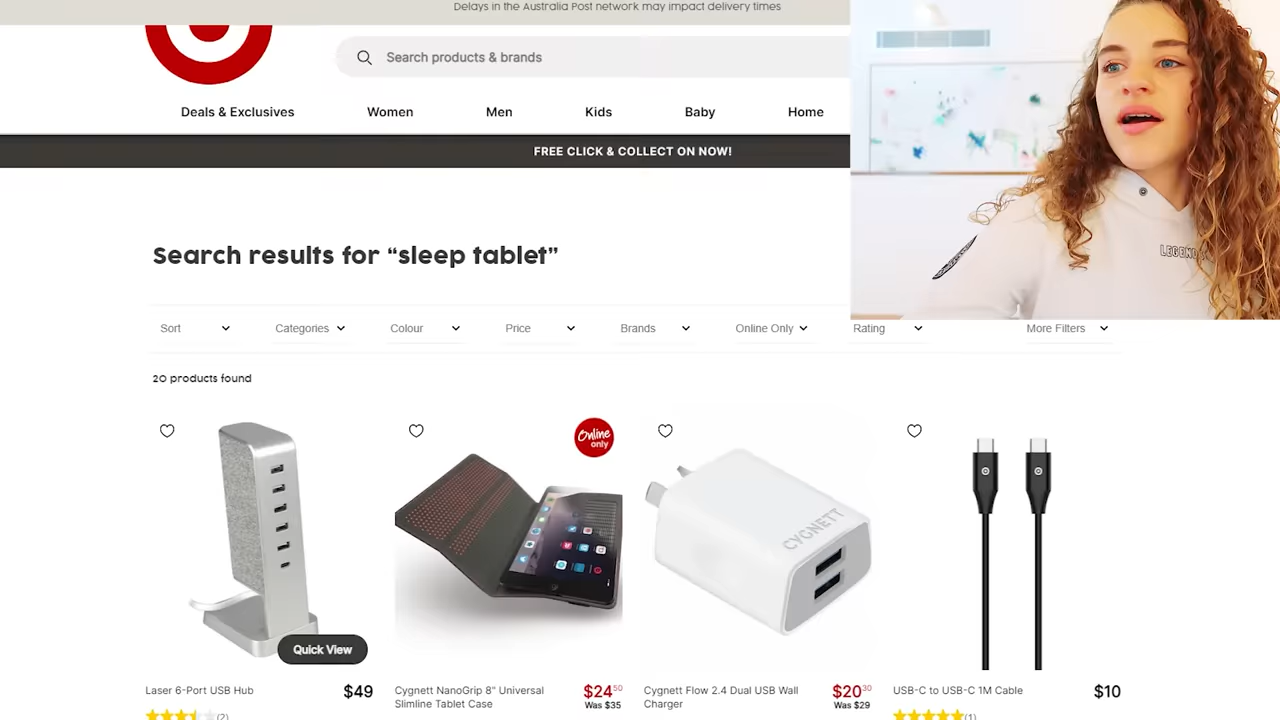 Delays in the Australia Post network may impact delivery times
Search products & brands
Deals & Exclusives Women Men Kids Baby Home
FREE CLICK & COLLECT ON NOW!
LEGEND
Search results for “sleep tablet”
Sort Categories Colour Price Brands Online Only Rating More Filters
20 products found
Online only
CYGNETT
Quick View
Laser 6-Port USB Hub $49
(2)
Cygnett NanoGrip 8" Universal $24.50
Slimline Tablet Case Was $35
Cygnett Flow 2.4 Dual USB Wall $20.30
Charger Was $29
USB-C to USB-C 1M Cable $10
(1)